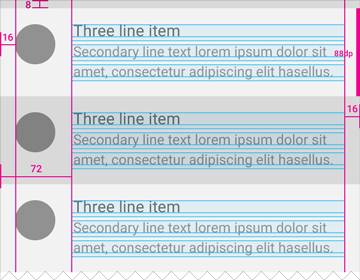 8
Three line item
16
Secondary line text lorem ipsum dolor sit
88dp
amet, consectetur adipiscing elit hasellus.
Three line item
16
Secondary line text lorem ipsum dolor sit
amet, consectetur adipiscing elit hasellus.
72
Three line item
Secondary line text lorem ipsum dolor sit
amet, consectetur adipiscing elit hasellus.